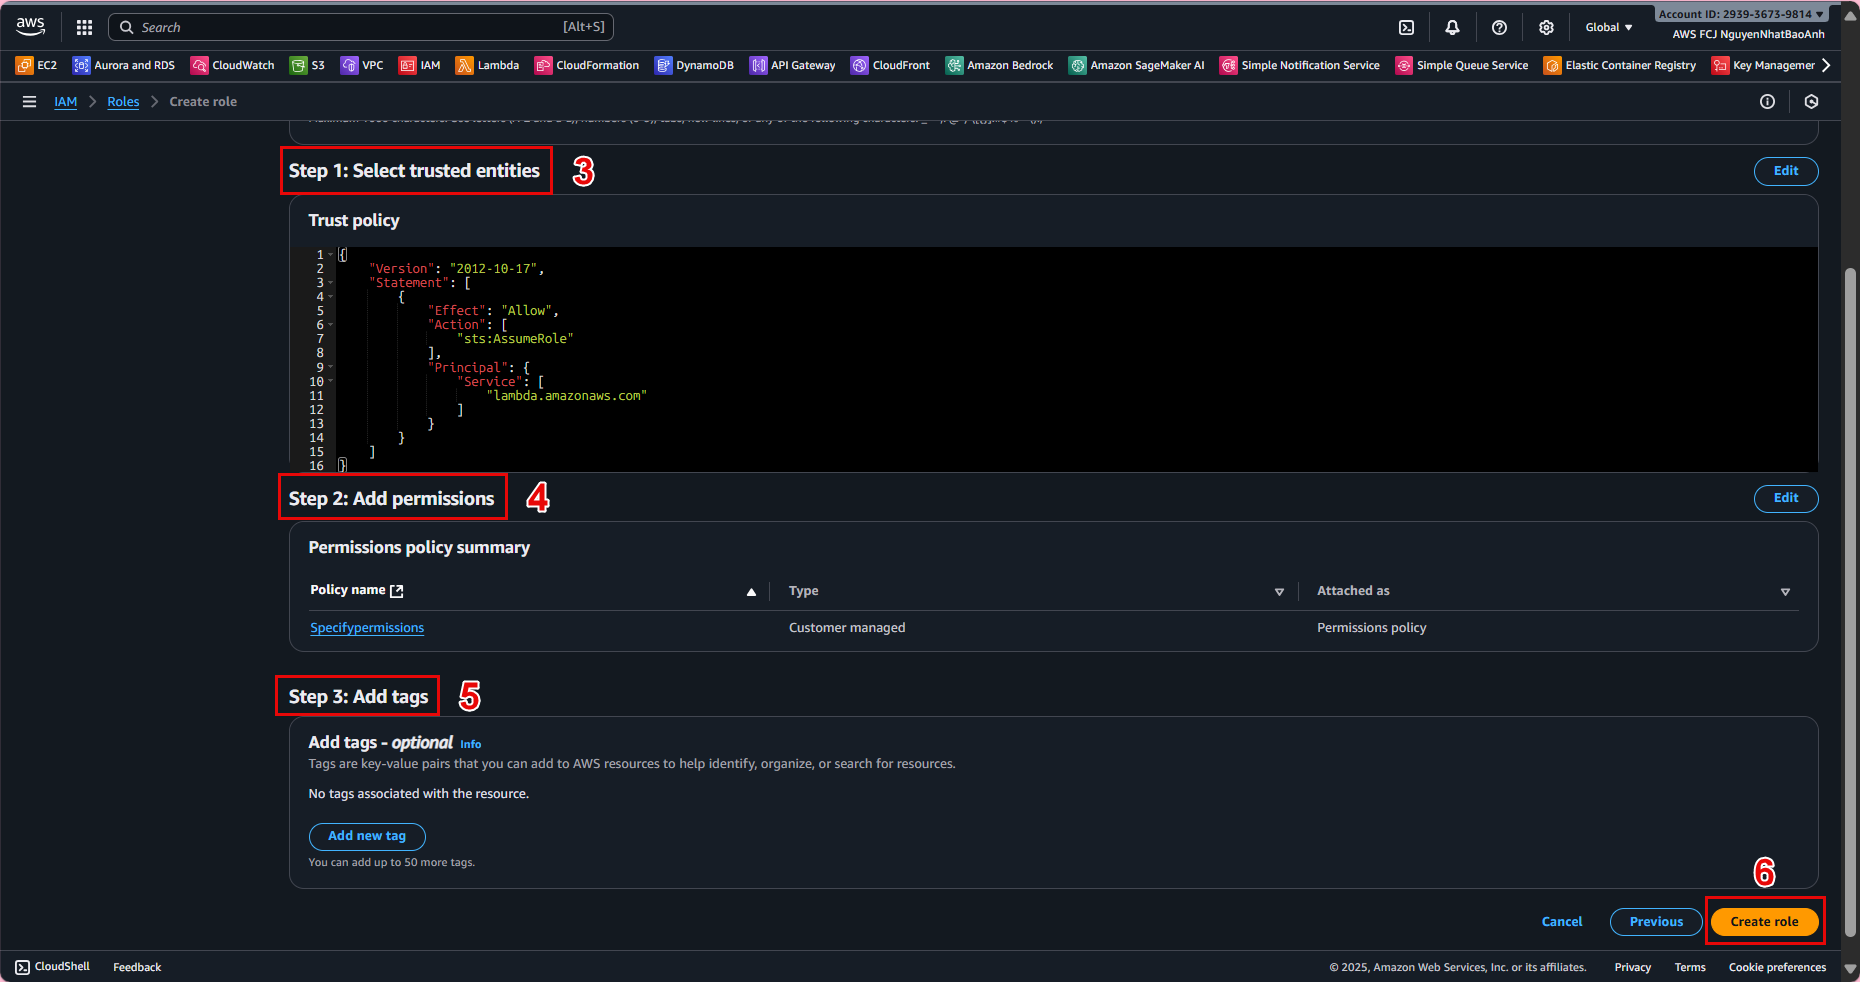 aws
Search
[Alt+S]
Global
Account ID: 2939-3673-9814
AWS FCJ NguyenNhatBaoAnh
EC2 Aurora and RDS CloudWatch S3 VPC IAM Lambda CloudFormation DynamoDB API Gateway CloudFront Amazon Bedrock Amazon SageMaker AI Simple Notification Service Simple Queue Service Elastic Container Registry Key Managemer
IAM Roles Create role
Step 1: Select trusted entities
3
Edit
Trust policy
1 {
2 "Version": "2012-10-17",
3 "Statement": [
4 {
5 "Effect": "Allow",
6 "Action": [
7 "sts:AssumeRole"
8 ],
9 "Principal": {
10 "Service": [
11 "lambda.amazonaws.com"
12 ]
13 }
14 }
15 ]
16 }
Step 2: Add permissions
4
Edit
Permissions policy summary
Policy name Type Attached as
Specifypermissions Customer managed Permissions policy
Step 3: Add tags
5
Add tags - optional Info
Tags are key-value pairs that you can add to AWS resources to help identify, organize, or search for resources.
No tags associated with the resource.
Add new tag
You can add up to 50 more tags.
6
Cancel Previous Create role
CloudShell Feedback © 2025, Amazon Web Services, Inc. or its affiliates. Privacy Terms Cookie preferences